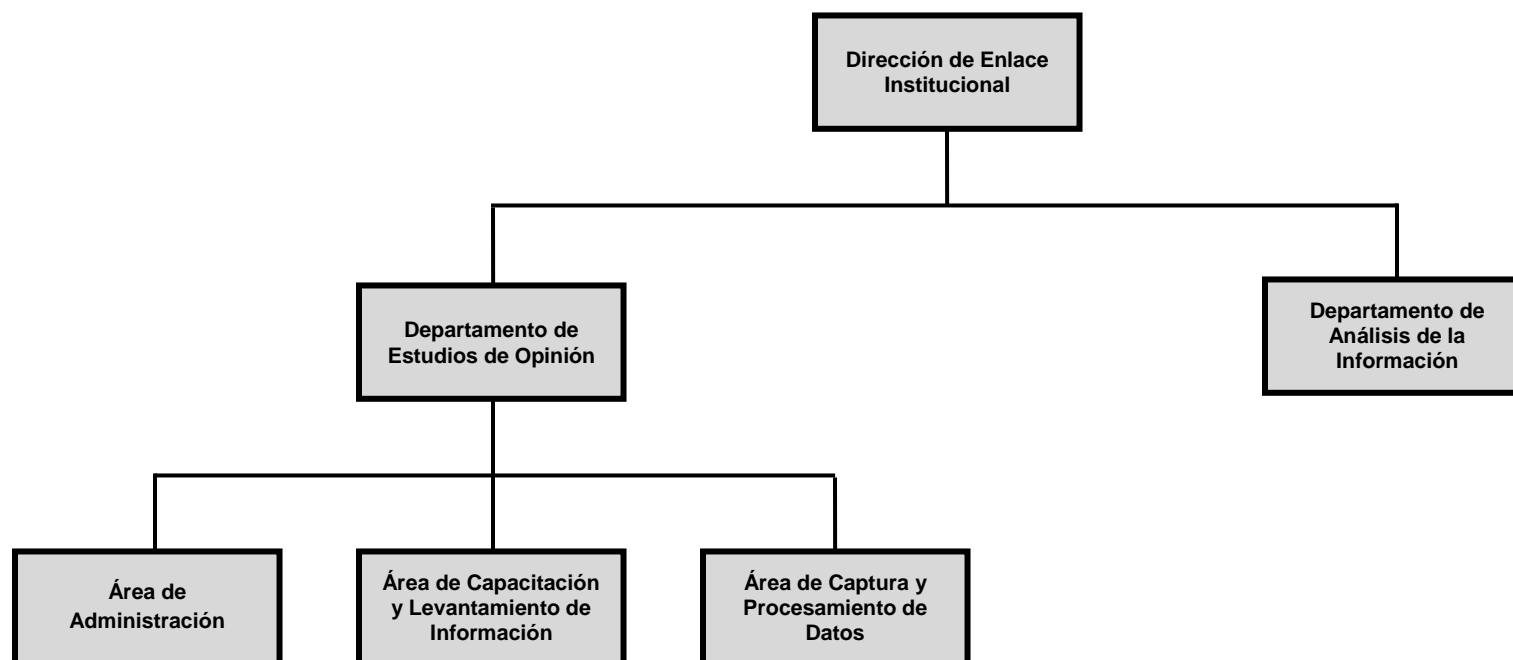 Dirección de Enlace
Institucional
Departamento de
Estudios de Opinión
Departamento de
Análisis de la
Información
Área de
Administración
Área de Capacitación
y Levantamiento de
Información
Área de Captura y
Procesamiento de
Datos